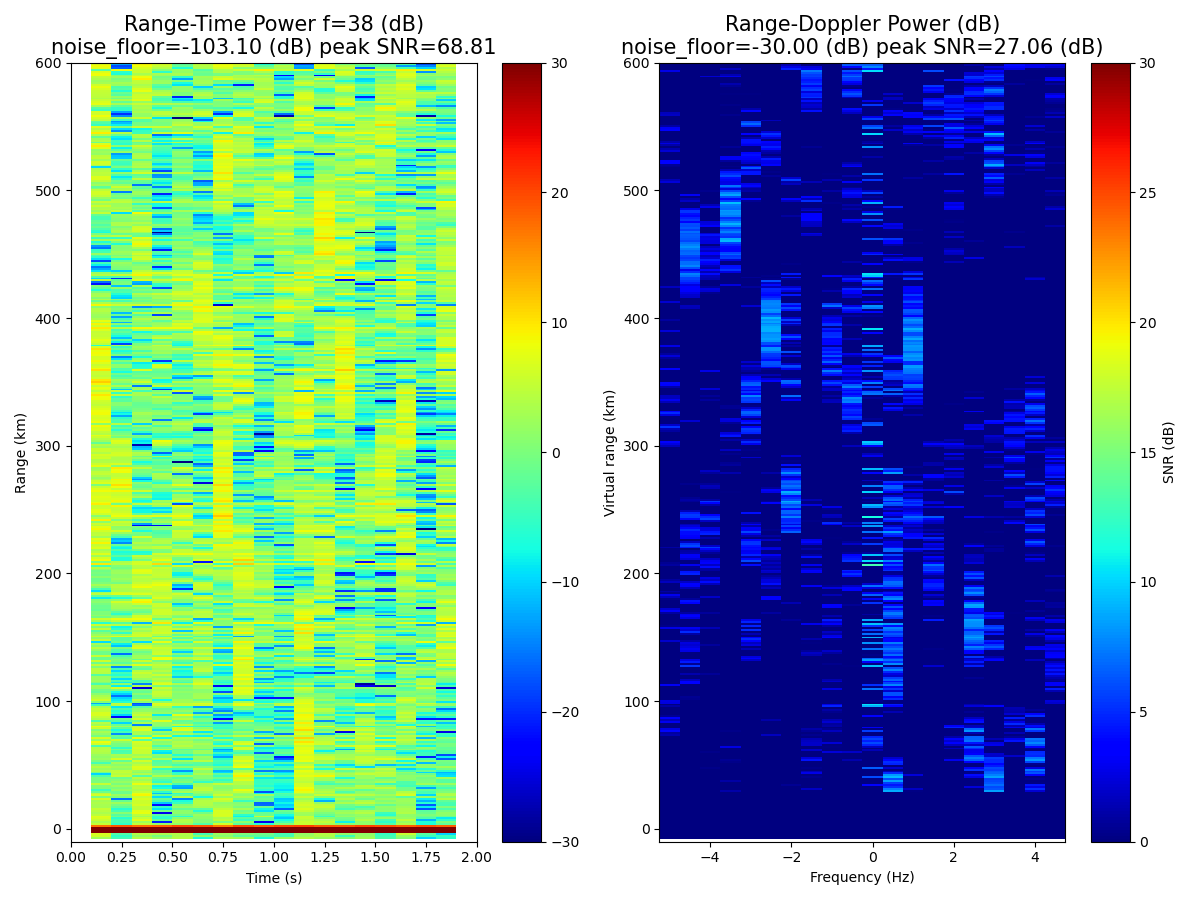 Range-Time Power f=38 (dB)
noise_floor=-103.10 (dB) peak SNR=68.81
600
500
400
300
200
100
0
Range (km)
0.00 0.25 0.50 0.75 1.00 1.25 1.50 1.75 2.00
Time (s)
30
20
10
0
−10
−20
−30
Range-Doppler Power (dB)
noise_floor=-30.00 (dB) peak SNR=27.06 (dB)
600
500
400
300
200
100
0
Virtual range (km)
−4 −2 0 2 4
Frequency (Hz)
30
25
20
15
10
5
0
SNR (dB)